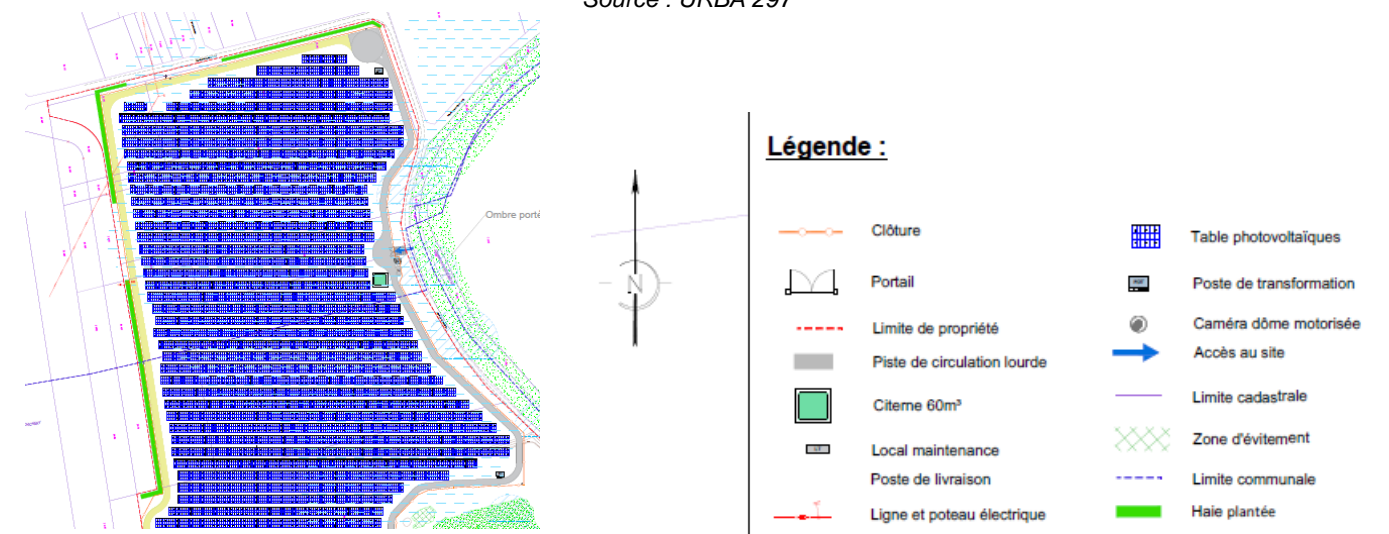 Source : URBA 297
Ombre porté
N
Légende :
Clôture
Portail
Limite de propriété
Piste de circulation lourde
Citerne 60m³
Local maintenance
Poste de livraison
Ligne et poteau électrique
Table photovoltaïques
Poste de transformation
Caméra dôme motorisée
Accès au site
Limite cadastrale
Zone d'évitement
Limite communale
Haie plantée